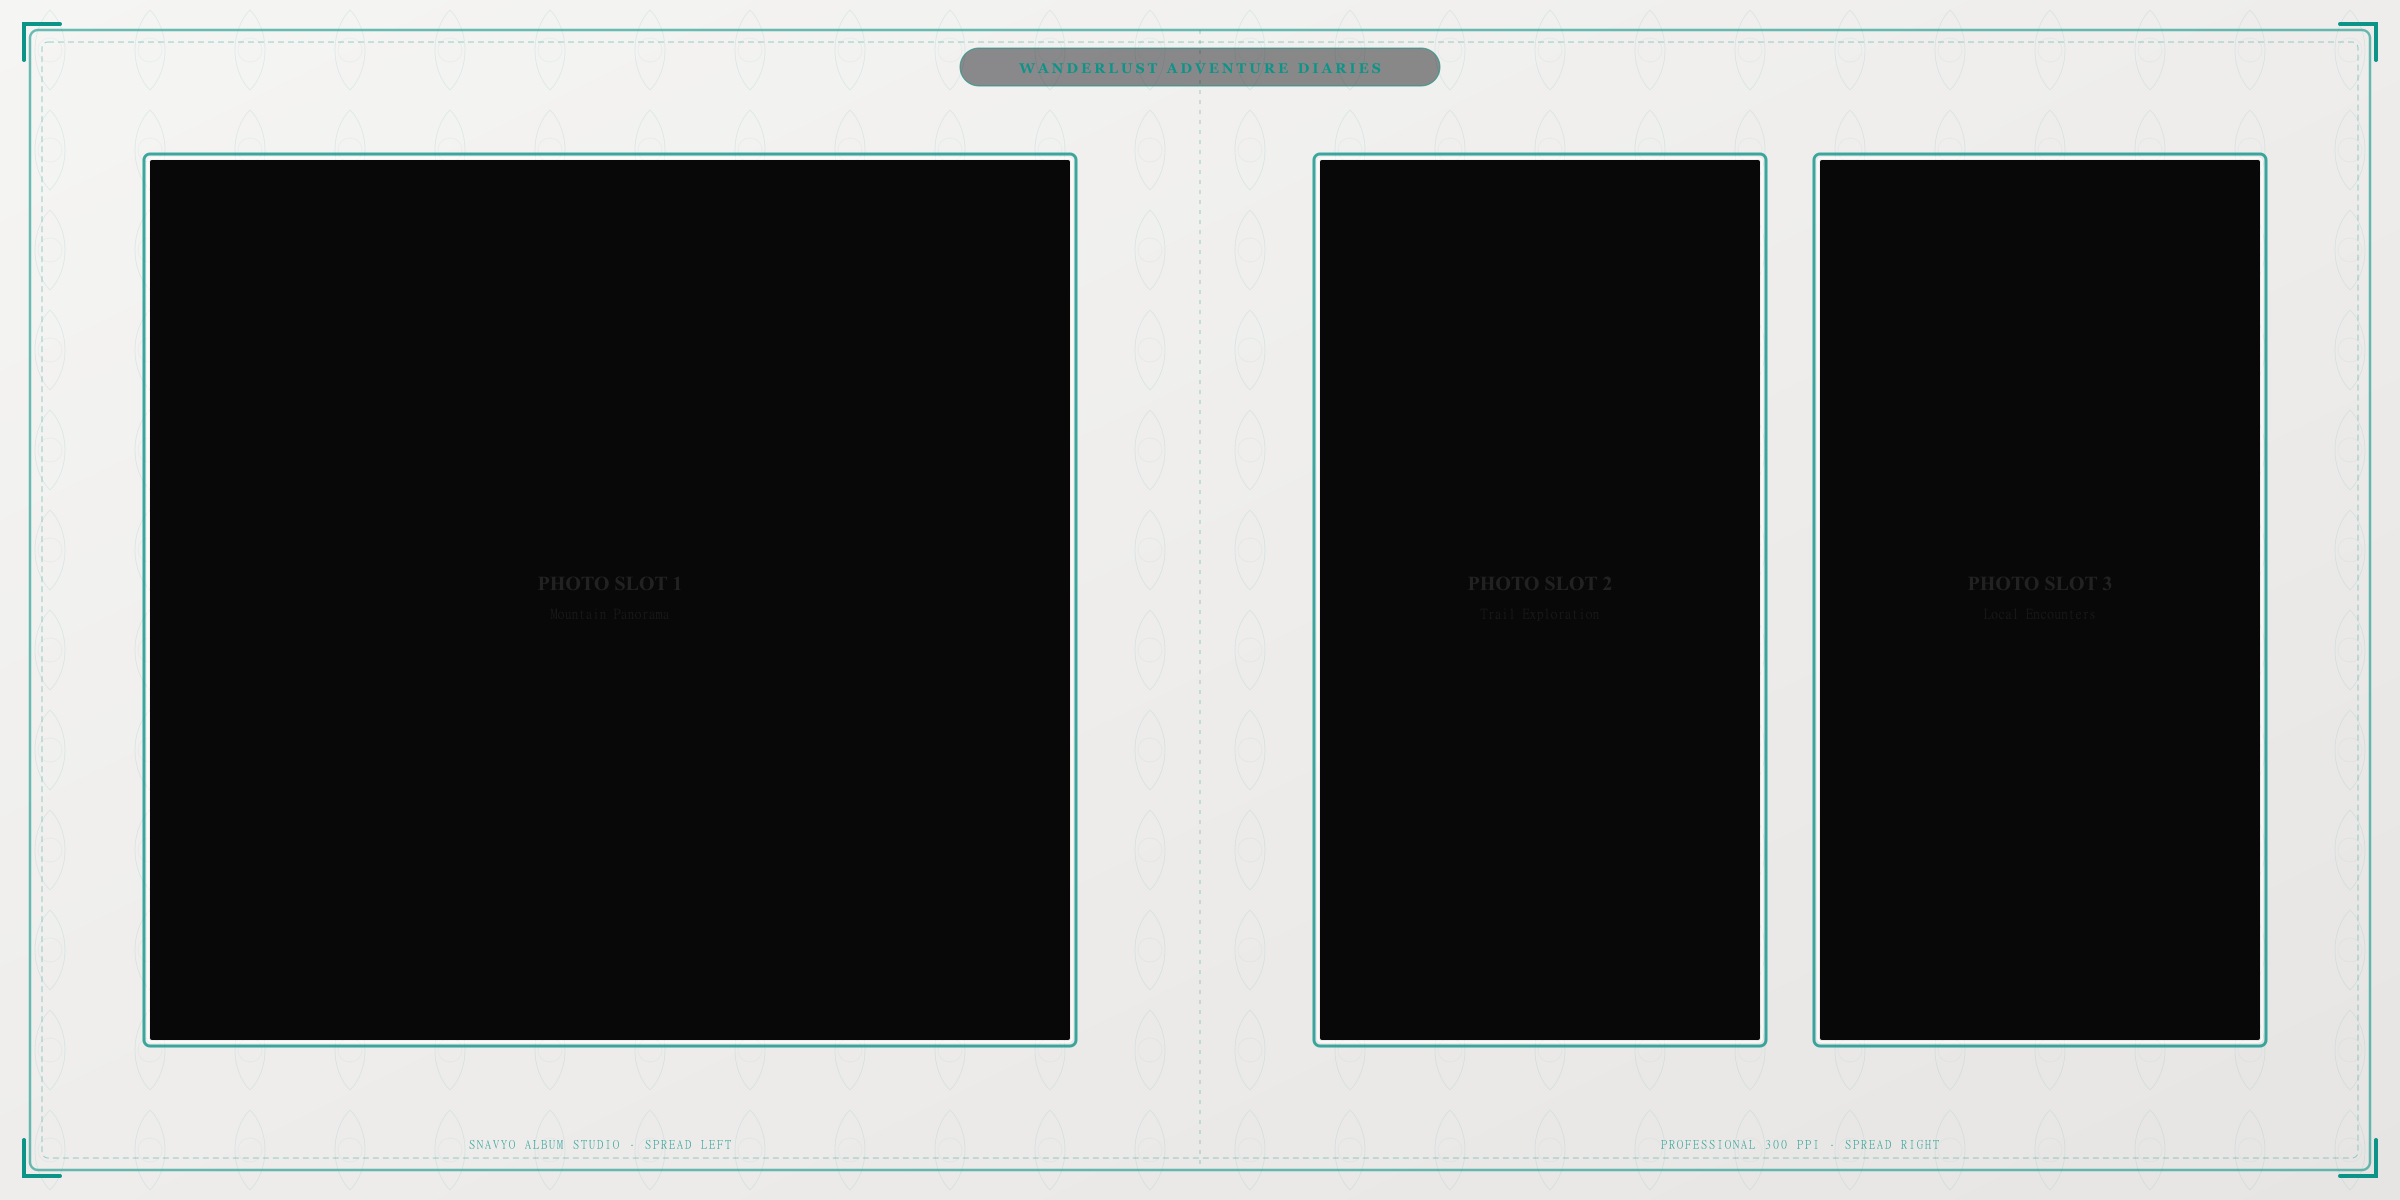 WANDERLUST ADVENTURE DIARIES
PHOTO SLOT 1
Mountain Panorama
PHOTO SLOT 2
Trail Exploration
PHOTO SLOT 3
Local Encounters
SNAVYO ALBUM STUDIO · SPREAD LEFT
PROFESSIONAL 300 PPI · SPREAD RIGHT